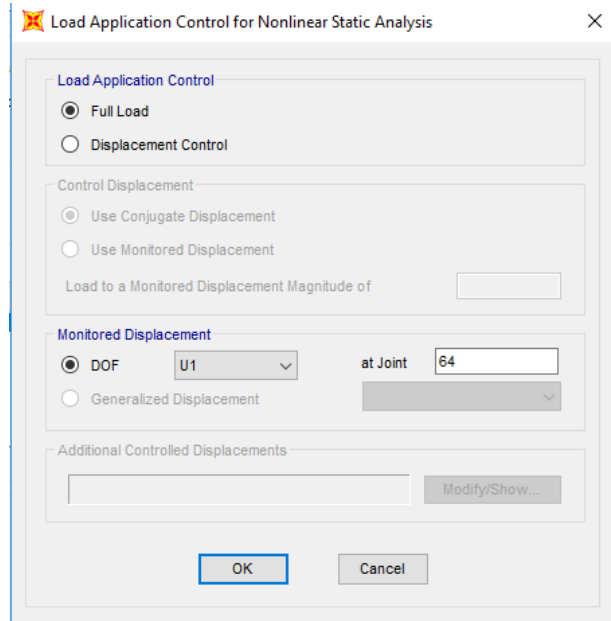 Load Application Control for Nonlinear Static Analysis
Load Application Control
Full Load
Displacement Control
Control Displacement
Use Conjugate Displacement
Use Monitored Displacement
Load to a Monitored Displacement Magnitude of
Monitored Displacement
DOF U1 at Joint 64
Generalized Displacement
Additional Controlled Displacements
Modify/Show...
OK Cancel